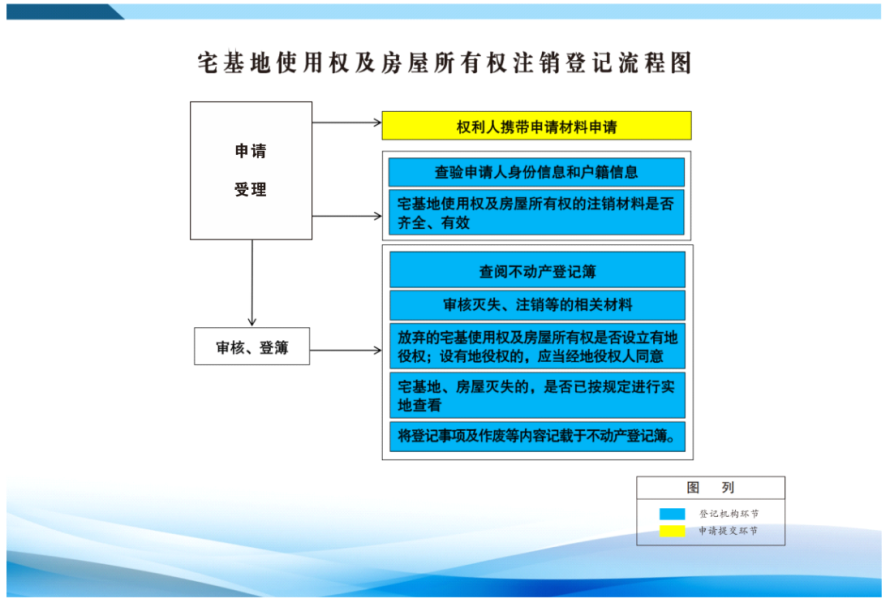 宅基地使用权及房屋所有权注销登记流程图
申请
受理
权利人携带申请材料申请
查验申请人身份信息和户籍信息
宅基地使用权及房屋所有权的注销材料是否
齐全、有效
审核、登簿
查阅不动产登记簿
审核灭失、注销等的相关材料
放弃的宅基使用权及房屋所有权是否设立有地
役权；设有地役权的，应当经地役权人同意
宅基地、房屋灭失的，是否已按规定进行实
地查看
将登记事项及作废等内容记载于不动产登记簿。
图 列
登记机构环节
申请提交环节